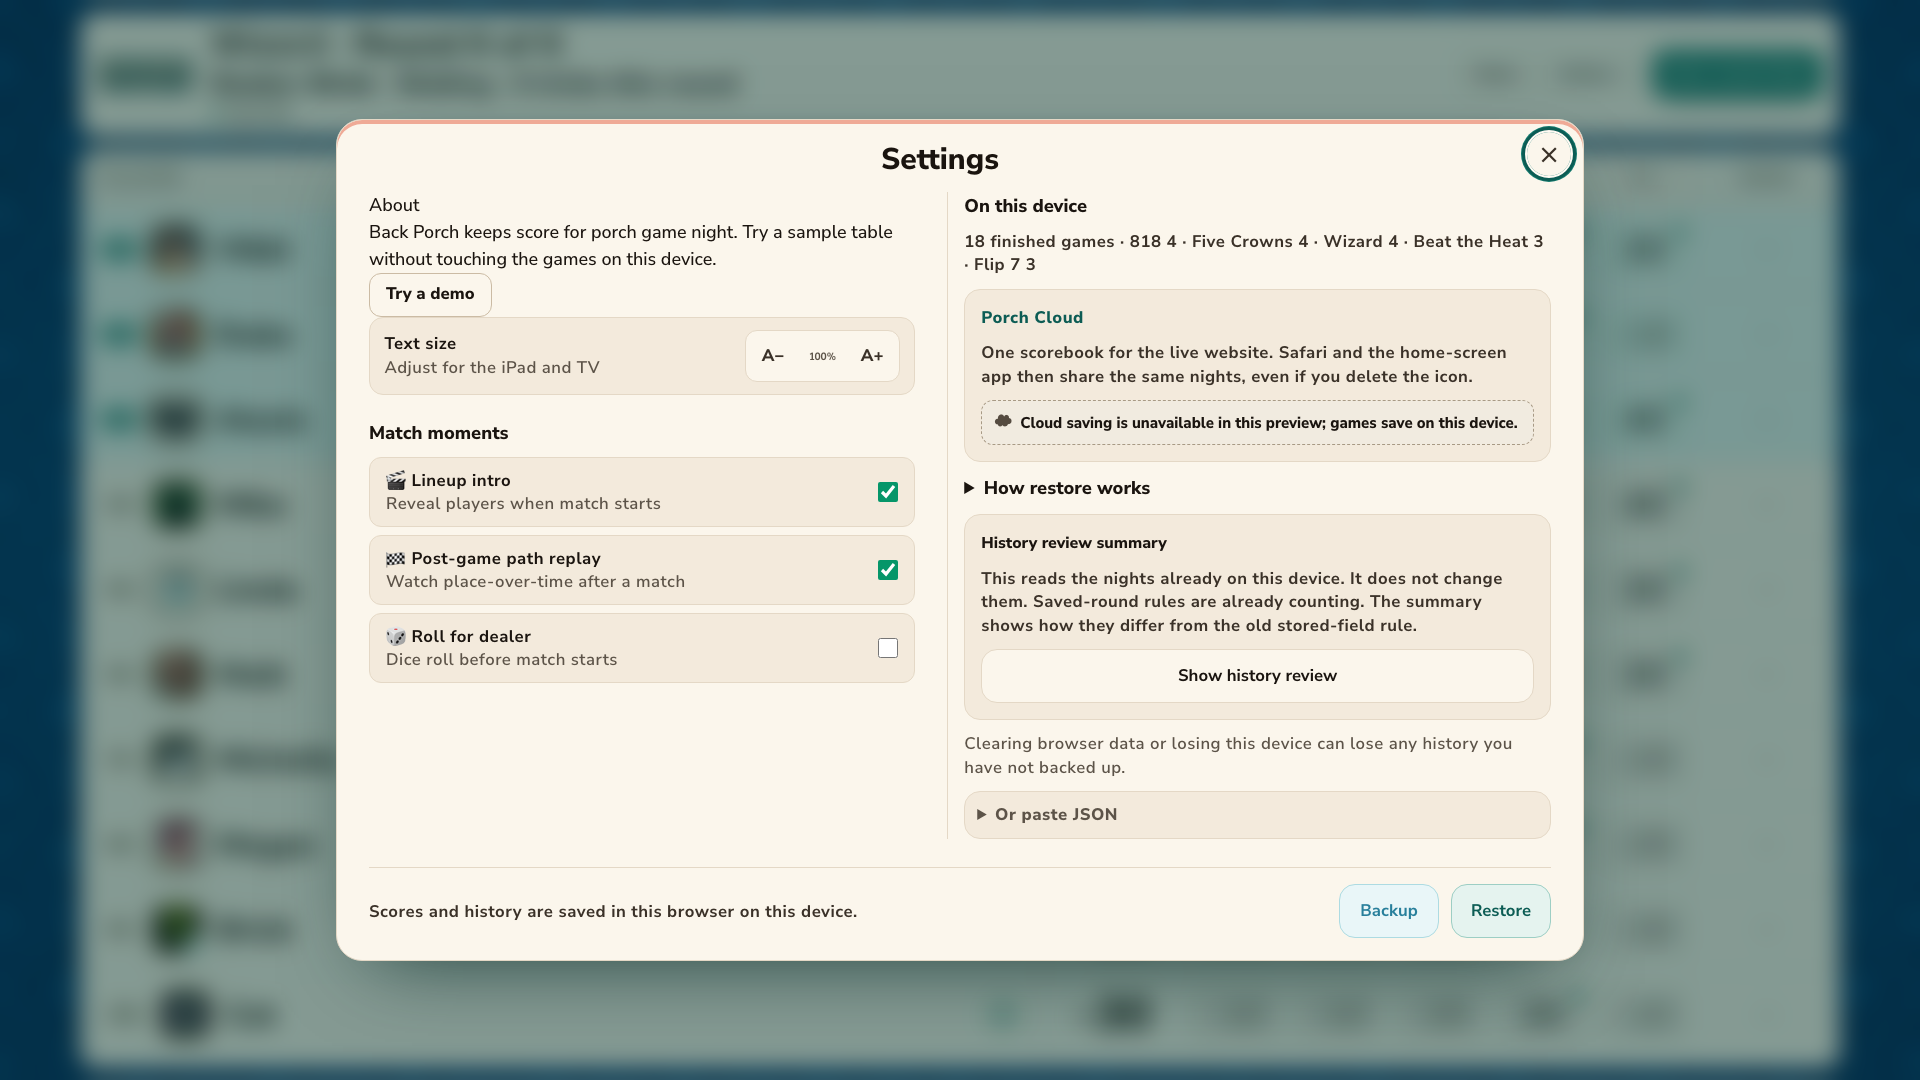 Settings
About
Back Porch keeps score for porch game night. Try a sample table
without touching the games on this device.
Try a demo
Text size
Adjust for the iPad and TV
A− 100% A+
Match moments
🎬 Lineup intro
Reveal players when match starts
🏁 Post-game path replay
Watch place-over-time after a match
🎲 Roll for dealer
Dice roll before match starts
On this device
18 finished games · 818 4 · Five Crowns 4 · Wizard 4 · Beat the Heat 3
· Flip 7 3
Porch Cloud
One scorebook for the live website. Safari and the home-screen
app then share the same nights, even if you delete the icon.
Cloud saving is unavailable in this preview; games save on this device.
How restore works
History review summary
This reads the nights already on this device. It does not change
them. Saved-round rules are already counting. The summary
shows how they differ from the old stored-field rule.
Show history review
Clearing browser data or losing this device can lose any history you
have not backed up.
Or paste JSON
Scores and history are saved in this browser on this device.
Backup
Restore